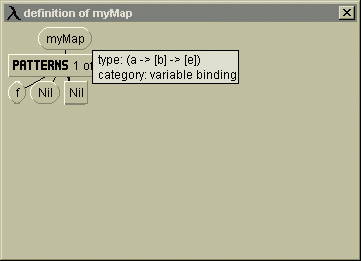 λ definition of myMap
myMap
PATTERNS 1 of
type: (a -> [b] -> [e])
category: variable binding
f Nil Nil